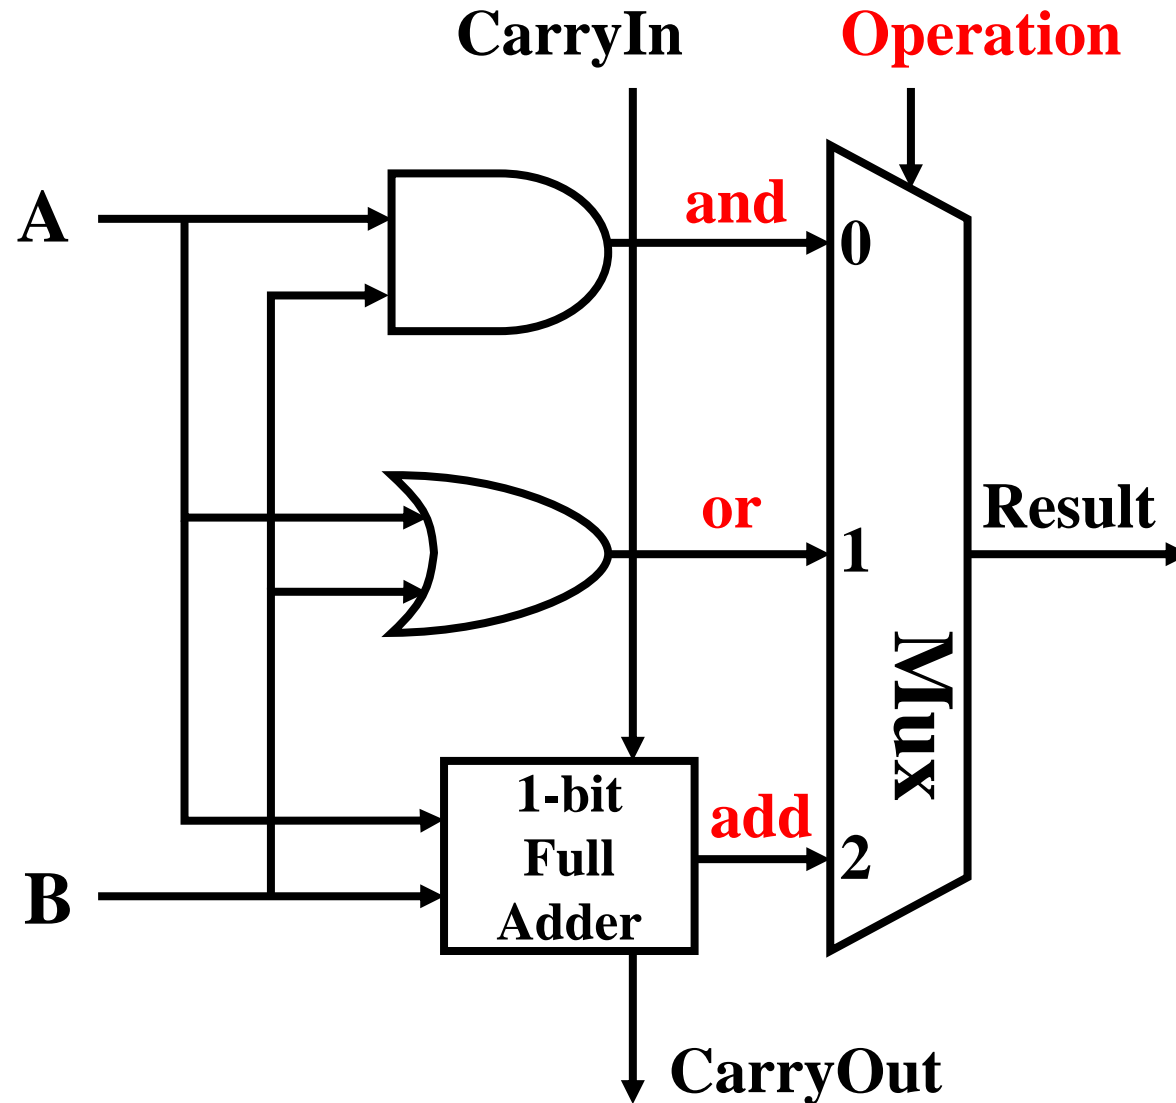 CarryIn
Operation
A
and
0
or
1
Result
Mux
1-bit
Full
Adder
add
2
B
CarryOut